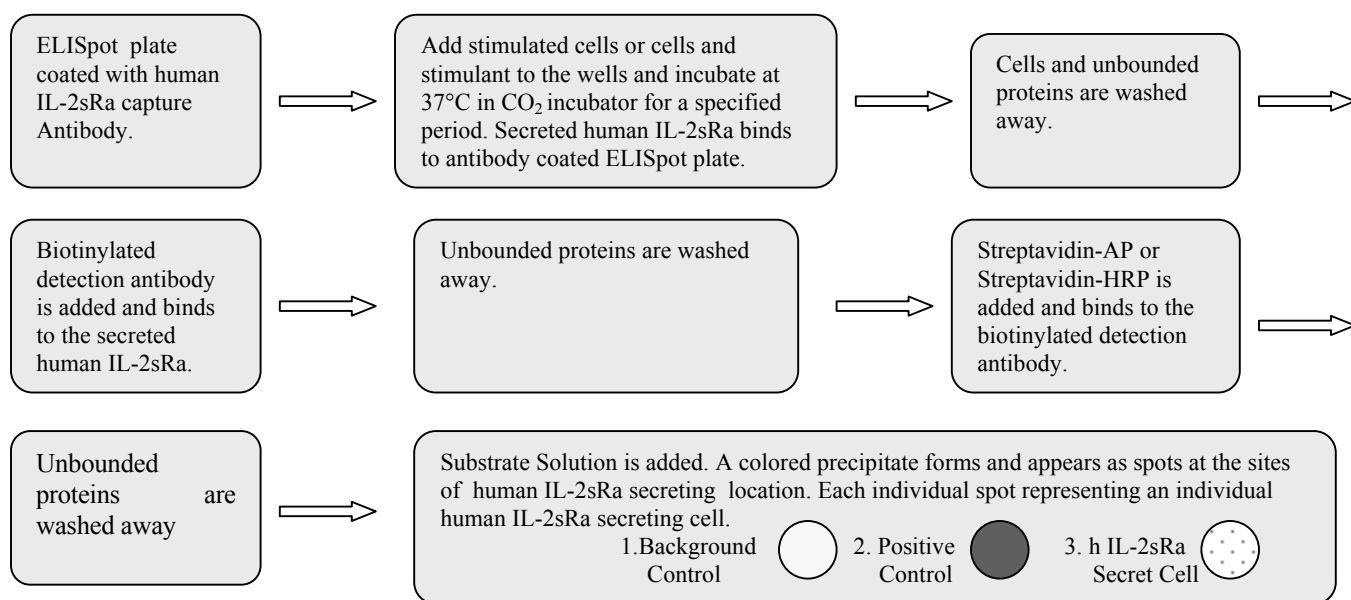 ELISpot plate
coated with human
IL-2sRa capture
Antibody.
Add stimulated cells or cells and
stimulant to the wells and incubate at
37°C in CO2 incubator for a specified
period. Secreted human IL-2sRa binds
to antibody coated ELISpot plate.
Cells and unbounded
proteins are washed
away.
Biotinylated
detection antibody
is added and binds
to the secreted
human IL-2sRa.
Unbounded proteins are washed
away.
Streptavidin-AP or
Streptavidin-HRP is
added and binds to the
biotinylated detection
antibody.
Unbounded
proteins are
washed away
Substrate Solution is added. A colored precipitate forms and appears as spots at the sites
of human IL-2sRa secreting location. Each individual spot representing an individual
human IL-2sRa secreting cell.
1.Background
Control
2. Positive
Control
3. h IL-2sRa
Secret Cell